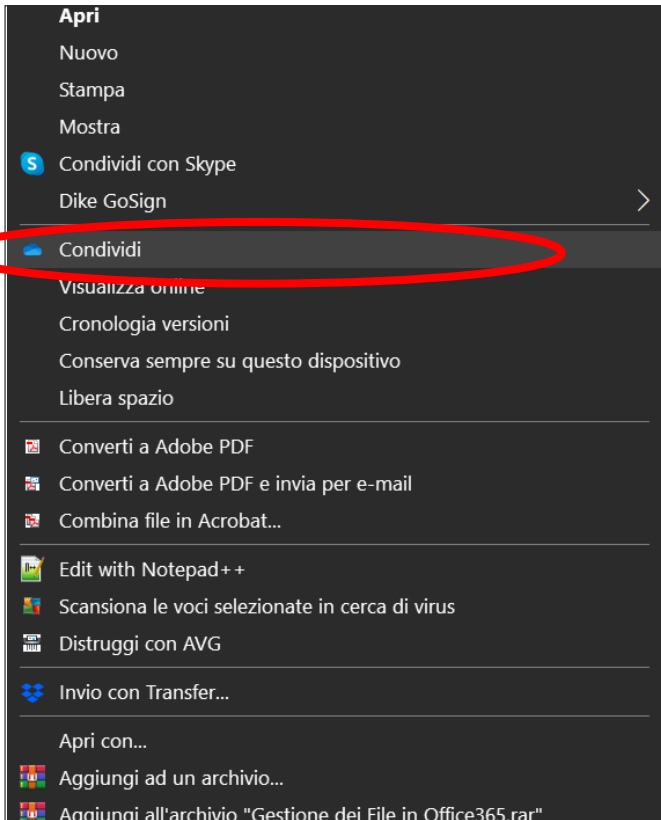 Apri
Nuovo
Stampa
Mostra
Condividi con Skype
Dike GoSign
Condividi
Visualizza online
Cronologia versioni
Conserva sempre su questo dispositivo
Libera spazio
Converti a Adobe PDF
Converti a Adobe PDF e invia per e-mail
Combina file in Acrobat...
Edit with Notepad++
Scansiona le voci selezionate in cerca di virus
Distruggi con AVG
Invio con Transfer...
Apri con...
Aggiungi ad un archivio...
Aggiungi all'archivio "Gestione dei File in Office365.rar"